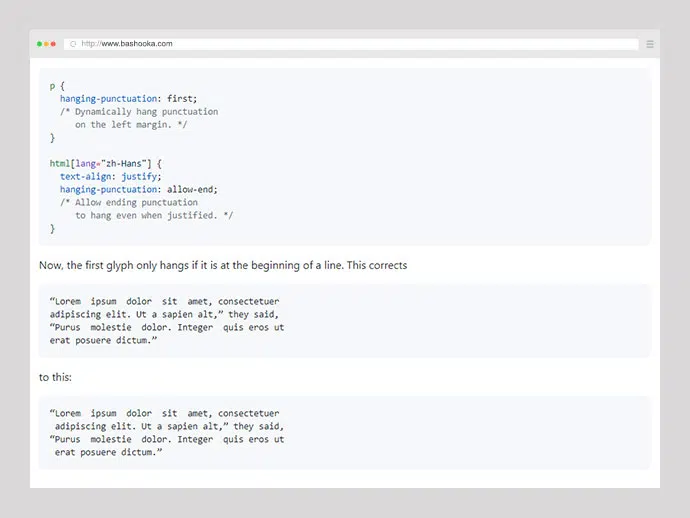 http://www.bashooka.com
p {
  hanging-punctuation: first;
  /* Dynamically hang punctuation
     on the left margin. */
}
html[lang="zh-Hans"] {
  text-align: justify;
  hanging-punctuation: allow-end;
  /* Allow ending punctuation
     to hang even when justified. */
}
Now, the first glyph only hangs if it is at the beginning of a line. This corrects
“Lorem  ipsum  dolor  sit  amet, consectetuer
adipiscing elit. Ut a sapien alt,” they said,
“Purus  molestie  dolor. Integer  quis eros ut
erat posuere dictum.”
to this:
“Lorem  ipsum  dolor  sit  amet, consectetuer
 adipiscing elit. Ut a sapien alt,” they said,
“Purus  molestie  dolor. Integer  quis eros ut
 erat posuere dictum.”